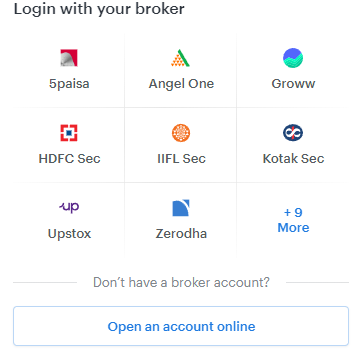 Login with your broker
5paisa
Angel One
Groww
HDFC Sec
IIFL Sec
Kotak Sec
up
Upstox
Zerodha
+ 9
More
Don't have a broker account?
Open an account online